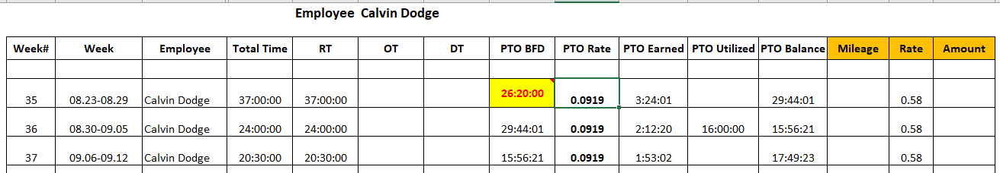 Employee Calvin Dodge
Week# Week Employee Total Time RT OT DT PTO BFD PTO Rate PTO Earned PTO Utilized PTO Balance Mileage Rate Amount
35 08.23-08.29 Calvin Dodge 37:00:00 37:00:00 26:20:00 0.0919 3:24:01 29:44:01 0.58
36 08.30-09.05 Calvin Dodge 24:00:00 24:00:00 29:44:01 0.0919 2:12:20 16:00:00 15:56:21 0.58
37 09.06-09.12 Calvin Dodge 20:30:00 20:30:00 15:56:21 0.0919 1:53:02 17:49:23 0.58